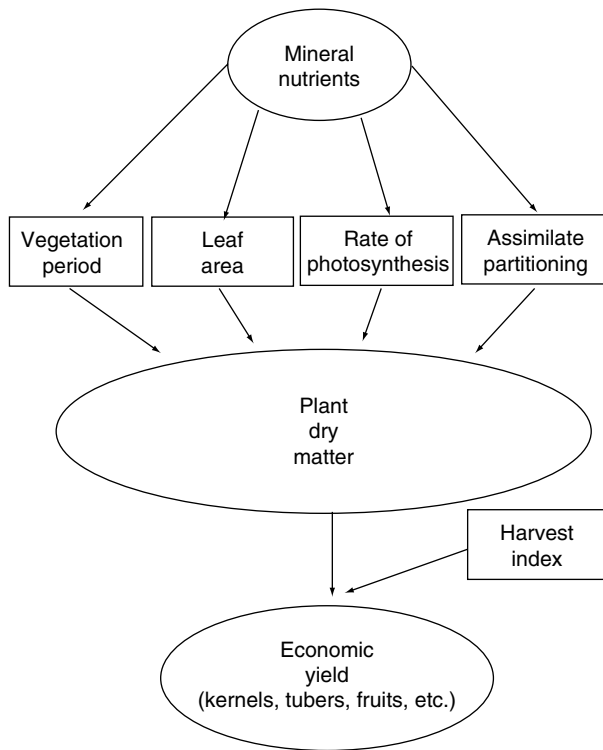 Mineral
nutrients
Vegetation
period
Leaf
area
Rate of
photosynthesis
Assimilate
partitioning
Plant
dry
matter
Harvest
index
Economic
yield
(kernels, tubers, fruits, etc.)